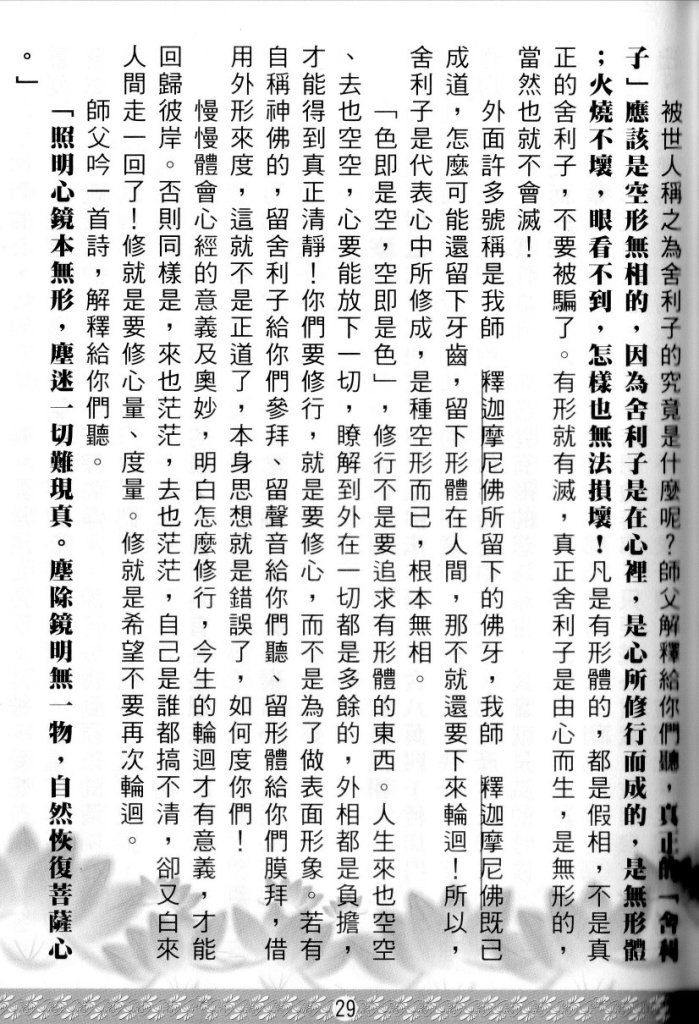 被世人稱之為舍利子的究竟是什麼呢？師父解釋給你們聽，真正的「舍利
子」應該是空形無相的，因為舍利子是在心裡，是心所修行而成的，是無形體
；火燒不壞，眼看不到，怎樣也無法損壞！凡是有形體的，都是假相，不是真
正的舍利子，不要被騙了。有形就有滅，真正舍利子是由心而生，是無形的，
當然也就不會滅！
外面許多號稱是我師　釋迦摩尼佛所留下的佛牙，我師　釋迦摩尼佛既已
成道，怎麼可能還留下牙齒，留下形體在人間，那不就還要下來輪迴！所以，
舍利子是代表心中所修成，是種空形而已，根本無相。
「色即是空，空即是色」，修行不是要追求有形體的東西。人生來也空空
、去也空空，心要能放下一切，瞭解到外在一切都是多餘的，外相都是負擔，
才能得到真正清靜！你們要修行，就是要修心，而不是為了做表面形象。若有
自稱神佛的，留舍利子給你們參拜、留聲音給你們聽、留形體給你們膜拜，借
用外形來度，這就不是正道了，本身思想就是錯誤了，如何度你們！
慢慢體會心經的意義及奧妙，明白怎麼修行，今生的輪迴才有意義，才能
回歸彼岸。否則同樣是，來也茫茫，去也茫茫，自己是誰都搞不清，卻又白來
人間走一回了！修就是要修心量、度量。修就是希望不要再次輪迴。
師父吟一首詩，解釋給你們聽。
「照明心鏡本無形，塵迷一切難現真。塵除鏡明無一物，自然恢復菩薩心
。」
29